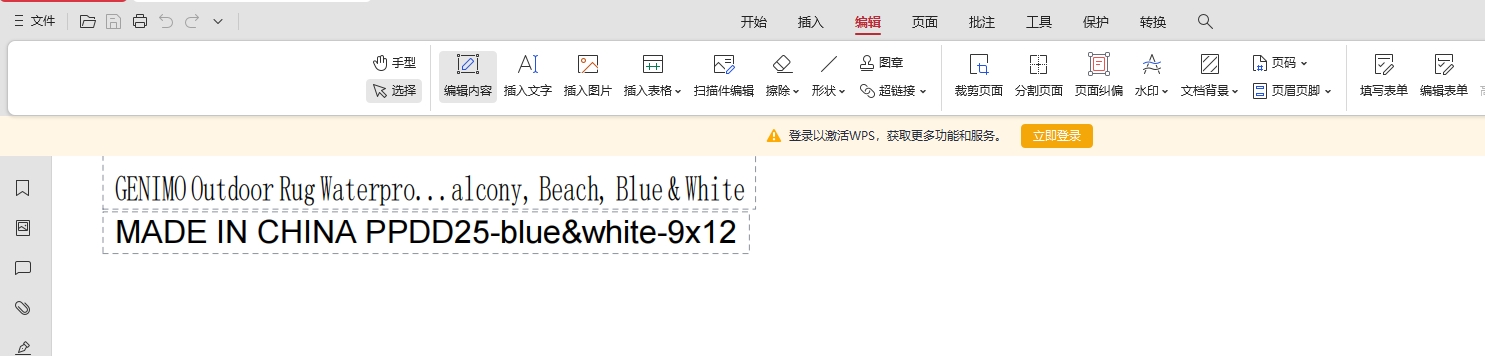 文件
开始 插入 编辑 页面 批注 工具 保护 转换
手型
选择
编辑内容 插入文字 插入图片 插入表格 扫描件编辑 擦除 形状
图章
超链接
裁剪页面 分割页面 页面纠偏 水印 文档背景
页码
页眉页脚
填写表单 编辑表单
登录以激活WPS，获取更多功能和服务。 立即登录
GENIMO Outdoor Rug Waterpro...alcony, Beach, Blue & White
MADE IN CHINA PPDD25-blue&white-9x12